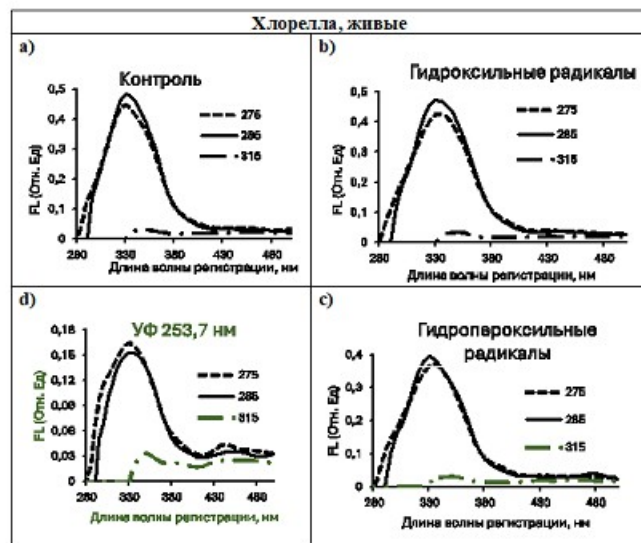 Хлорелла, живые
a)
Контроль
0,5
0,4
0,3
0,2
0,1
0
FL (Отн. Ед)
275
285
315
280 330 380 430 480
Длина волны регистрации, нм
b)
Гидроксильные радикалы
0,5
0,4
0,3
0,2
0,1
0
FL (Отн. Ед)
275
285
315
280 330 380 430 480
Длина волны регистрации, нм
d)
УФ 253,7 нм
0,18
0,15
0,12
0,09
0,06
0,03
0
FL (Отн. Ед)
275
285
315
280 330 380 430 480
Длина волны регистрации, нм
c)
Гидропероксильные
радикалы
0,4
0,3
0,2
0,1
0
FL (Отн. Ед)
275
285
315
280 330 380 430 480
Длина волны регистрации, нм